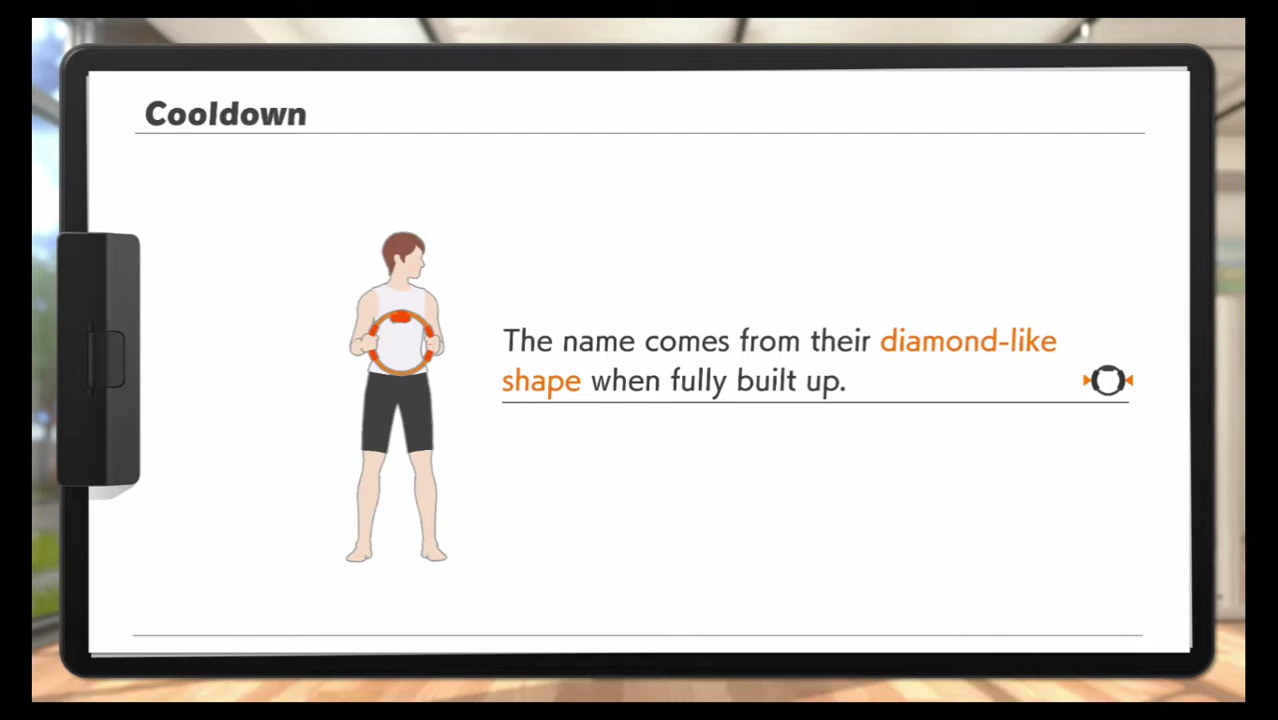 Cooldown
The name comes from their diamond-like
shape when fully built up.